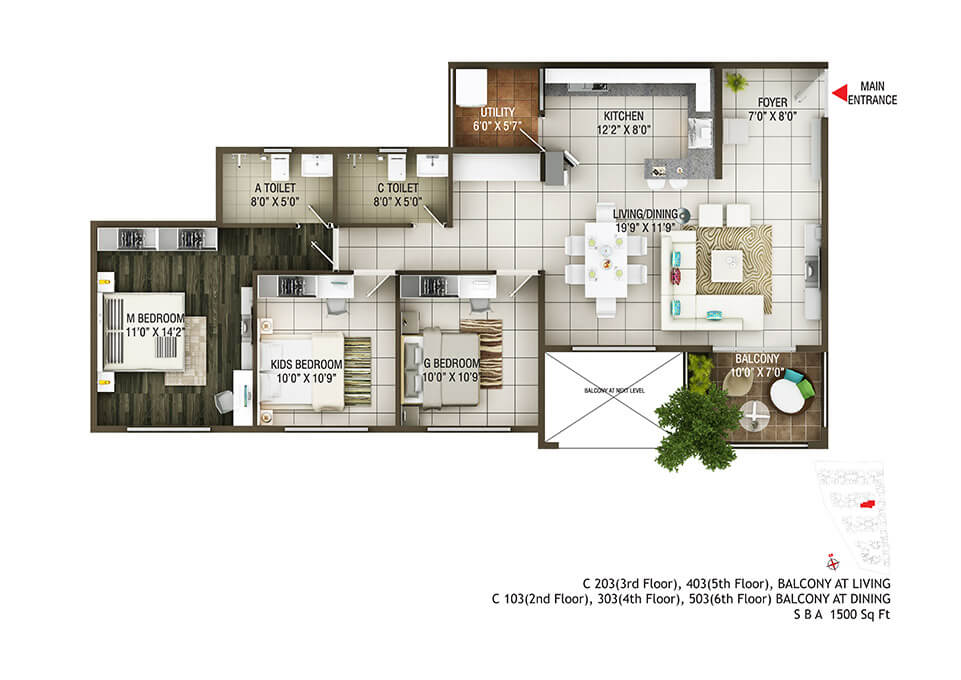 MAIN
ENTRANCE
UTILITY
6'0" X 5'7"
KITCHEN
12'2" X 8'0"
FOYER
7'0" X 8'0"
A TOILET
8'0" X 5'0"
C TOILET
8'0" X 5'0"
LIVING/DINING
19'9" X 11'9"
M BEDROOM
11'0" X 14'2"
KIDS BEDROOM
10'0" X 10'9"
G BEDROOM
10'0" X 10'9"
BALCONY
10'0" X 7'0"
BALCONY AT NEXT LEVEL
C 203(3rd Floor), 403(5th Floor), BALCONY AT LIVING
C 103(2nd Floor), 303(4th Floor), 503(6th Floor) BALCONY AT DINING
S B A 1500 Sq Ft